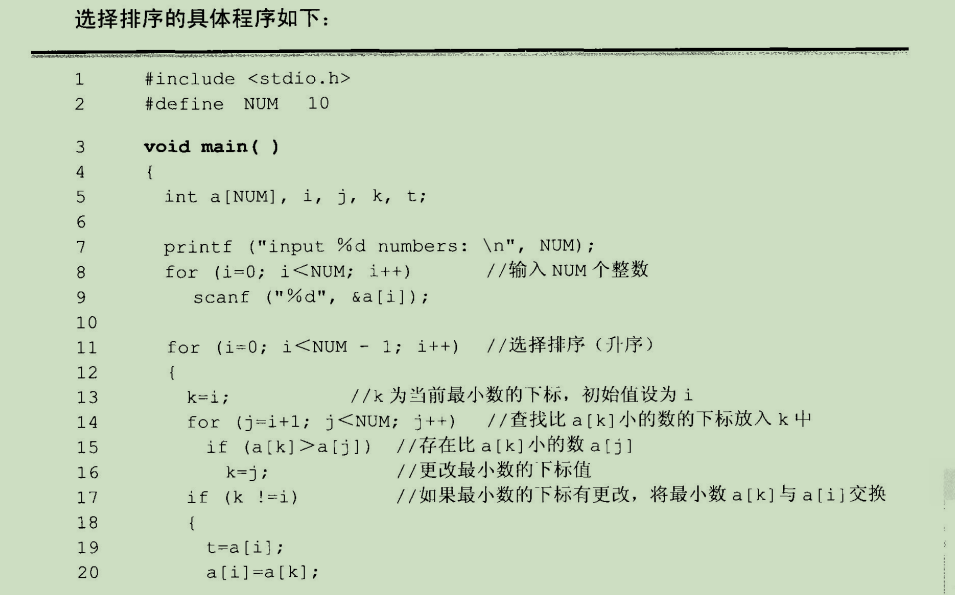 选择排序的具体程序如下：
1 #include <stdio.h>
2 #define NUM 10
3 void main( )
4 {
5 int a[NUM], i, j, k, t;
6
7 printf ("input %d numbers: \n", NUM);
8 for (i=0; i<NUM; i++) //输入 NUM 个整数
9 scanf ("%d", &a[i]);
10
11 for (i=0; i<NUM - 1; i++) //选择排序（升序）
12 {
13 k=i; //k 为当前最小数的下标，初始值设为 i
14 for (j=i+1; j<NUM; j++) //查找比 a[k]小的数的下标放入 k 中
15 if (a[k]>a[j]) //存在比 a[k]小的数 a[j]
16 k=j; //更改最小数的下标值
17 if (k !=i) //如果最小数的下标有更改，将最小数 a[k]与 a[i]交换
18 {
19 t=a[i];
20 a[i]=a[k];